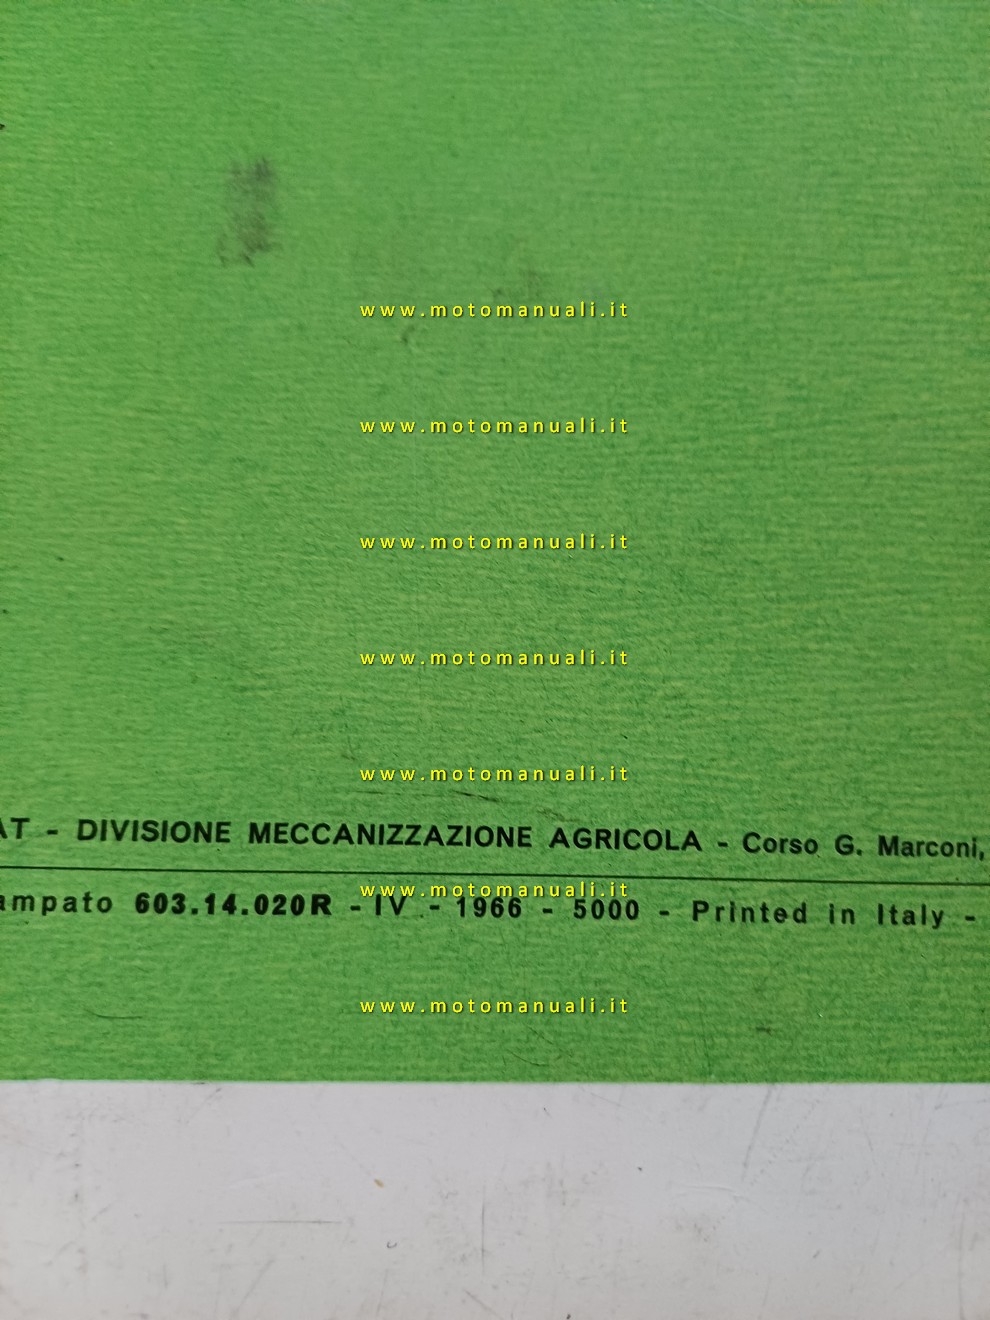 www.motomanuali.it
www.motomanuali.it
www.motomanuali.it
www.motomanuali.it
www.motomanuali.it
AT - DIVISIONE MECCANIZZAZIONE AGRICOLA - Corso G. Marconi,
www.motomanuali.it
ampato 603.14.020R - IV - 1966 - 5000 - Printed in Italy -
www.motomanuali.it